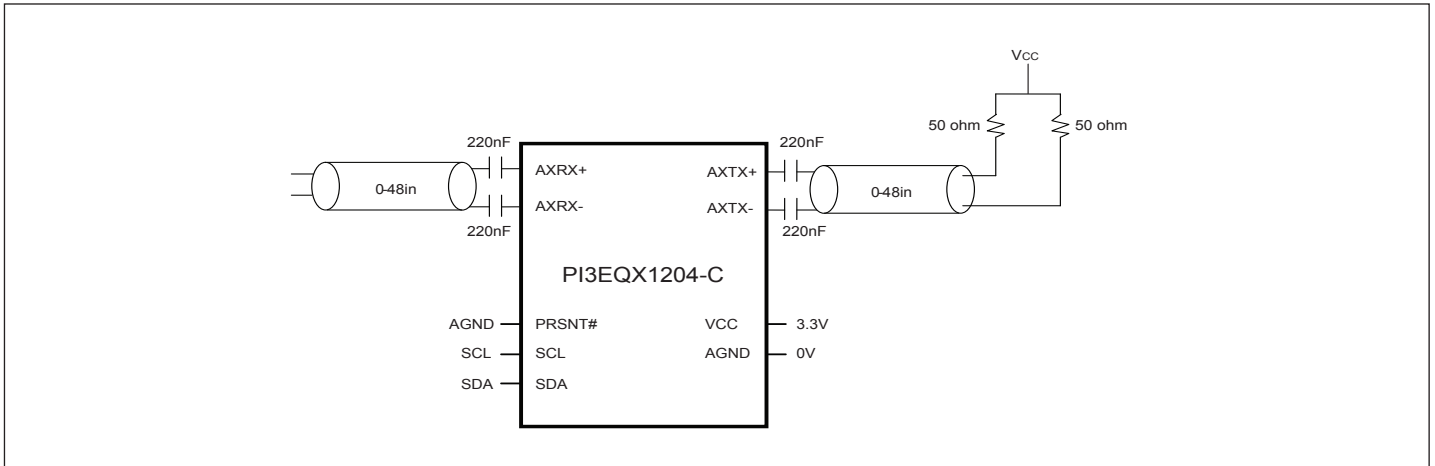 Vcc
50 ohm
50 ohm
220nF
220nF
AXRX+
AXTX+
0-48in
0-48in
AXRX-
AXTX-
220nF
220nF
PI3EQX1204-C
AGND
PRSNT#
VCC
3.3V
SCL
SCL
AGND
0V
SDA
SDA